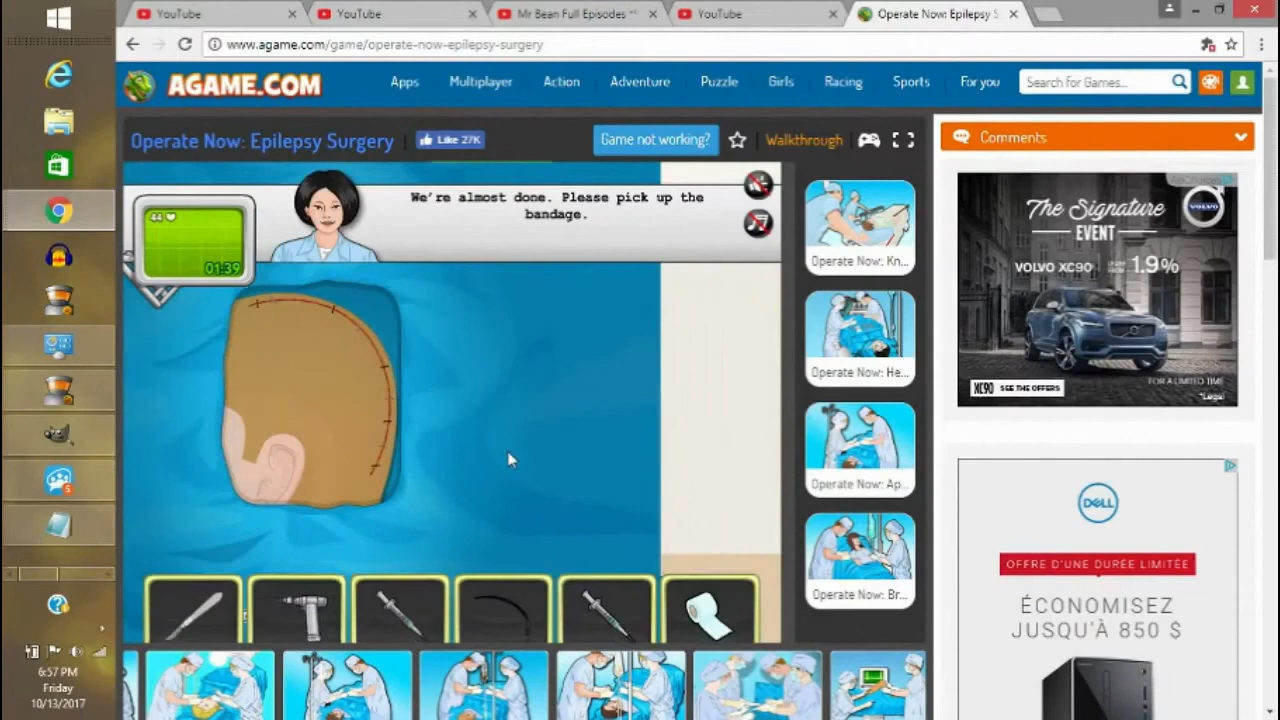 YouTube
YouTube
Mr Bean Full Episodes
YouTube
Operate Now: Epilepsy S
www.agame.com/game/operate-now-epilepsy-surgery
AGAME.COM
Apps
Multiplayer
Action
Adventure
Puzzle
Girls
Racing
Sports
For you
Search for Games...
Operate Now: Epilepsy Surgery
Like 27K
Game not working?
Walkthrough
Comments
We're almost done. Please pick up the
bandage.
44
01:39
Operate Now: Kn...
Operate Now: He...
Operate Now: Ap...
Operate Now: Br...
The Signature
EVENT
VOLVO
VOLVO XC90
1.9%
XC90 SEE THE OFFERS
FOR A LIMITED TIME
*Legal
DELL
OFFRE D'UNE DURÉE LIMITÉE
ÉCONOMISEZ
JUSQU'À 850 $
5
6:57 PM
Friday
10/13/2017